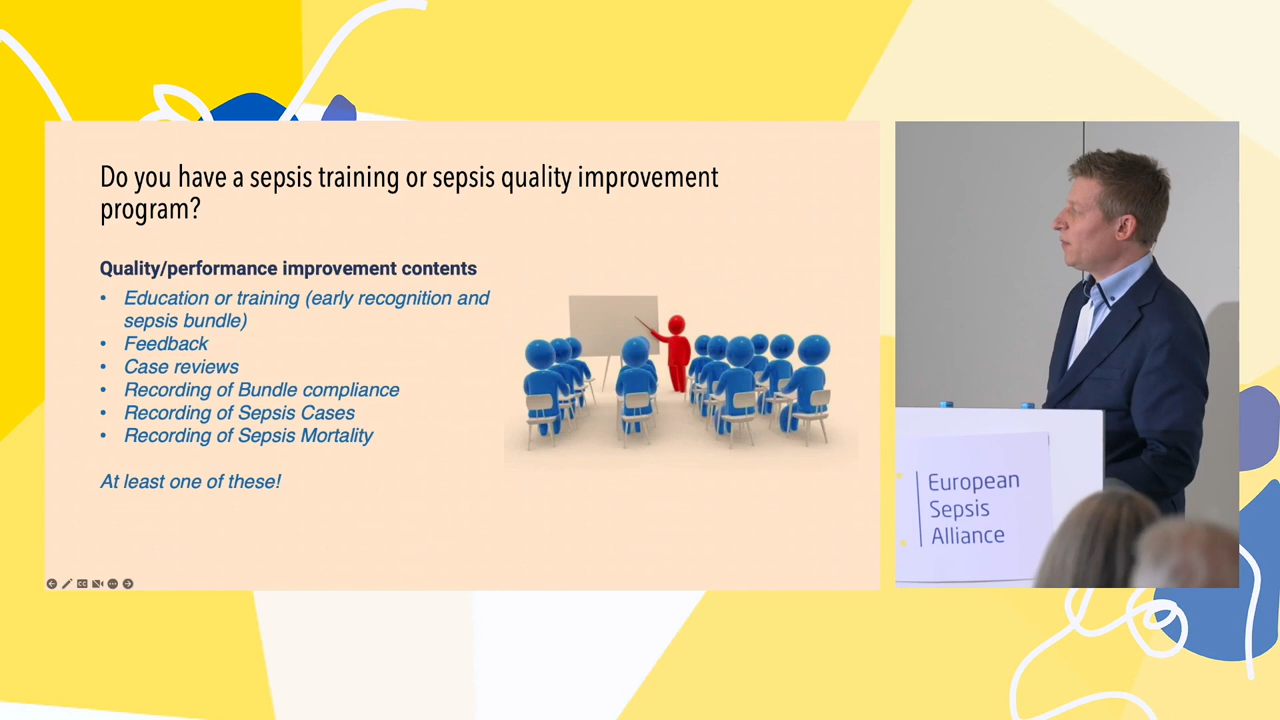 Do you have a sepsis training or sepsis quality improvement
program?
Quality/performance improvement contents
• Education or training (early recognition and
sepsis bundle)
• Feedback
• Case reviews
• Recording of Bundle compliance
• Recording of Sepsis Cases
• Recording of Sepsis Mortality
At least one of these!
European
Sepsis
Alliance